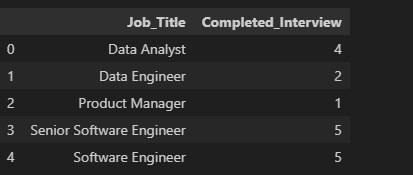 Job_Title Completed_Interview
0 Data Analyst 4
1 Data Engineer 2
2 Product Manager 1
3 Senior Software Engineer 5
4 Software Engineer 5